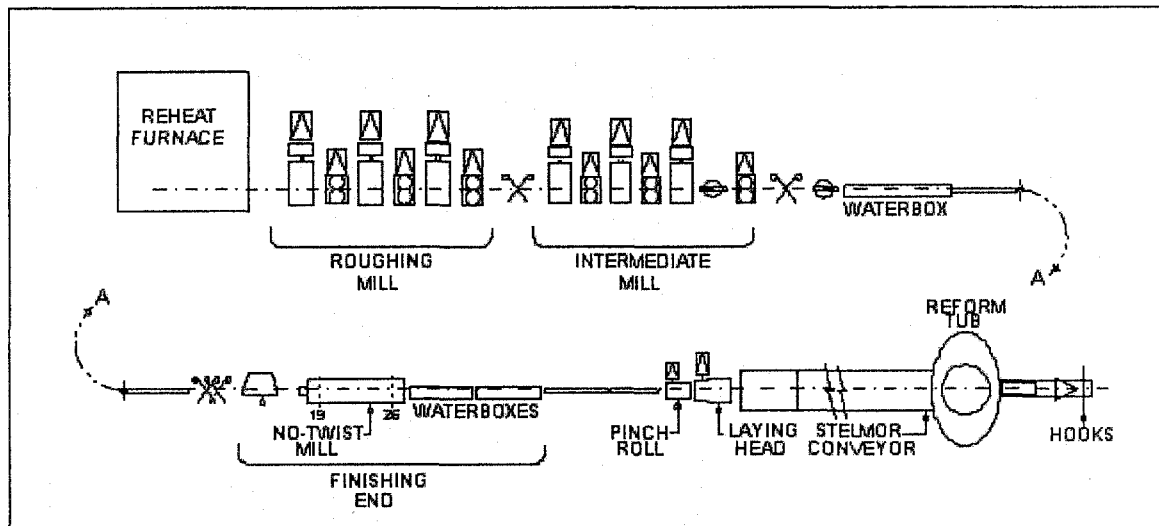 REHEAT
FURNACE
WATERBOX
ROUGHING
MILL
INTERMEDIATE
MILL
A
A
REFORM
TUB
19
26
WATERBOXES
NO-TWIST
MILL
PINCH
ROLL
LAYING
HEAD
STELMOR
CONVEYOR
HOOKS
FINISHING
END